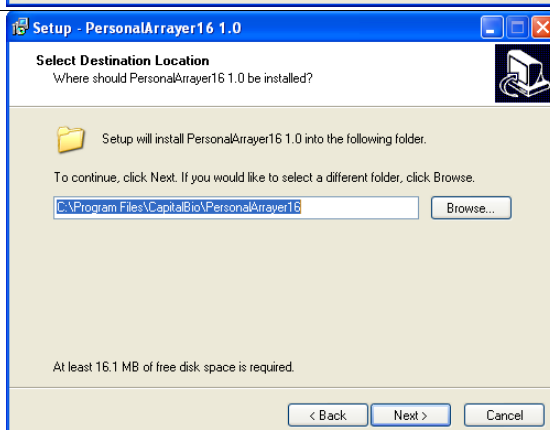 Setup - PersonalArrayer16 1.0
Select Destination Location
Where should PersonalArrayer16 1.0 be installed?
Setup will install PersonalArrayer16 1.0 into the following folder.
To continue, click Next. If you would like to select a different folder, click Browse.
C:\Program Files\CapitalBio\PersonalArrayer16
Browse...
At least 16.1 MB of free disk space is required.
< Back
Next >
Cancel